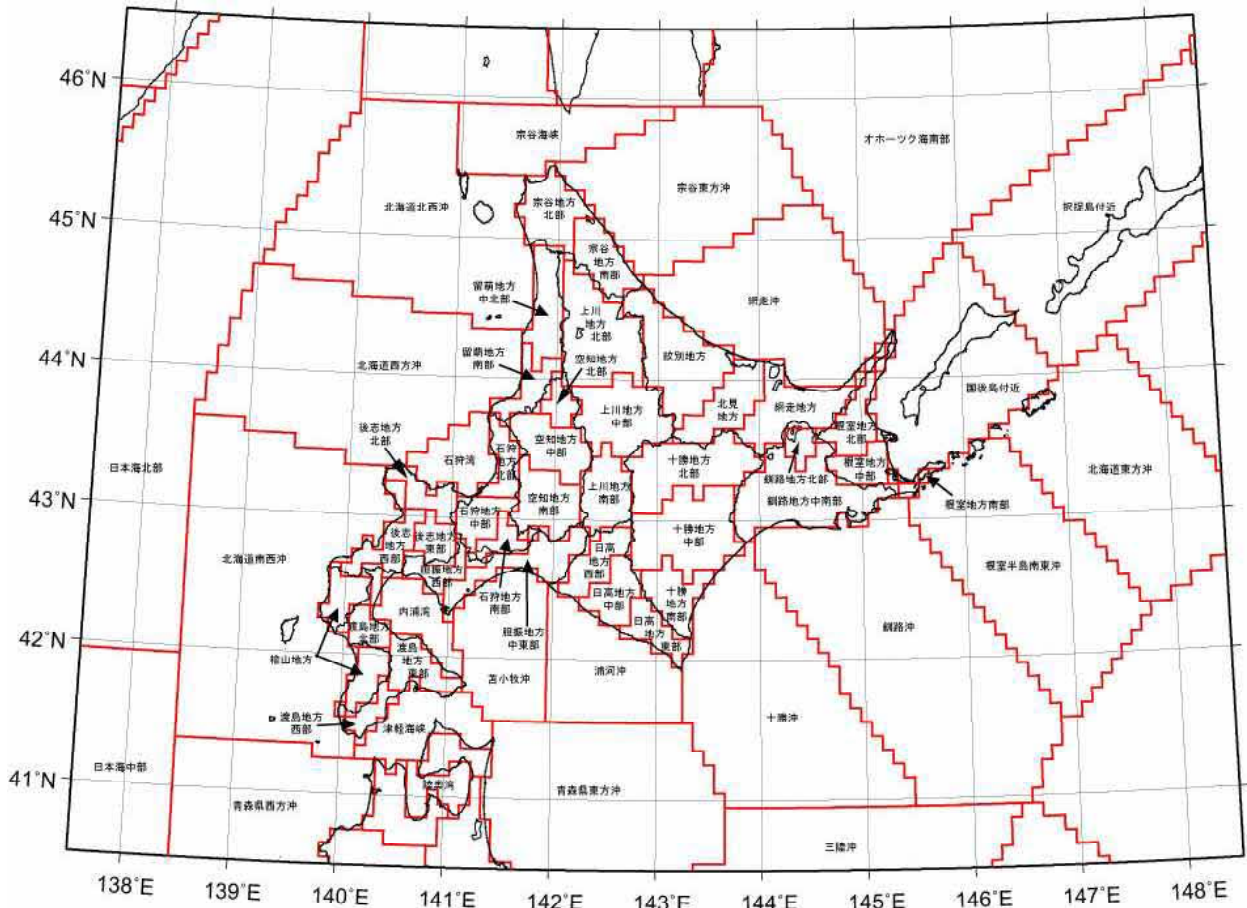 46°N
45°N
44°N
43°N
42°N
41°N
宗谷海峡
オホーツク海南部
宗谷東方沖
北海道北西沖
宗谷地方
北部
択捉島付近
宗谷
地方
南部
留萌地方
中北部
上川
地方
北部
網走沖
北海道西方沖
留萌地方
南部
空知地方
北部
紋別地方
国後島付近
上川地方
中部
北見
地方
網走地方
後志地方
北部
石狩湾
石狩
地方
北部
空知地方
中部
十勝地方
北部
根室地方
北部
根室地方
中部
日本海北部
北海道東方沖
上川地方
南部
釧路地方北部
釧路地方中南部
根室地方南部
石狩地方
中部
空知地方
南部
後志
地方
西部
後志地方
東部
十勝地方
中部
北海道南西沖
胆振地方
西部
日高
地方
西部
根室半島南東沖
石狩地方
南部
日高地方
中部
十勝
地方
南部
内浦湾
渡島地方
北部
胆振地方
中東部
日高
地方
東部
釧路沖
檜山地方
渡島
地方
東部
苫小牧沖
浦河沖
十勝沖
渡島地方
西部
津軽海峡
日本海中部
陸奥湾
青森県西方沖
青森県東方沖
三陸沖
138°E
139°E
140°E
141°E
142°E
143°E
144°E
145°E
146°E
147°E
148°E